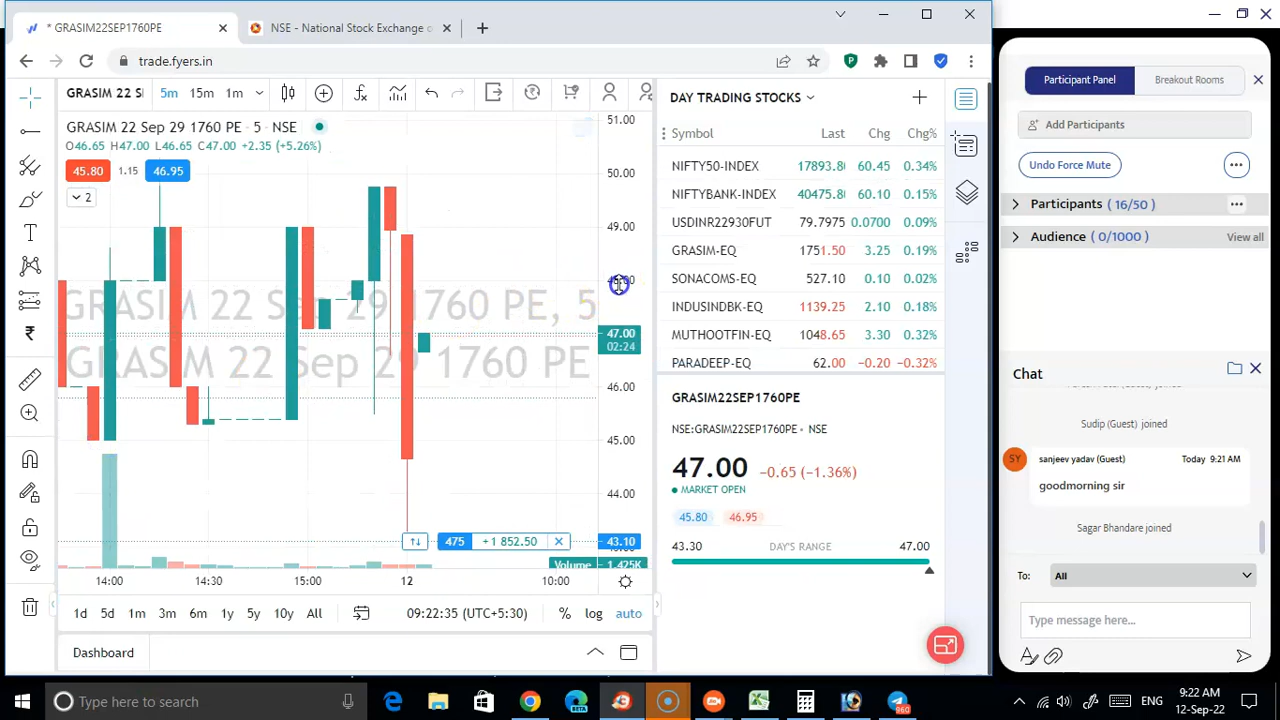 * GRASIM22SEP1760PE
NSE - National Stock Exchange o
trade.fyers.in
GRASIM 22 S
5m 15m 1m
DAY TRADING STOCKS
GRASIM 22 Sep 29 1760 PE · 5 · NSE
O46.65 H47.00 L46.65 C47.00 +2.35 (+5.26%)
45.80 1.15 46.95
2
GRASIM 22 Sep 29 1760 PE, 5
GRASIM 22 Sep 29 1760 PE
51.00
50.00
49.00
47.00
02:24
46.00
45.00
44.00
475 +1 852.50 43.10
Volume 1.425K
14:00 14:30 15:00 12 10:00
1d 5d 1m 3m 6m 1y 5y 10y All
09:22:35 (UTC+5:30)
% log auto
Dashboard
Symbol Last Chg Chg%
NIFTY50-INDEX 17893.8 60.45 0.34%
NIFTYBANK-INDEX 40475.8 60.10 0.15%
USDINR22930FUT 79.7975 0.0700 0.09%
GRASIM-EQ 1751.50 3.25 0.19%
SONACOMS-EQ 527.10 0.10 0.02%
INDUSINDBK-EQ 1139.25 2.10 0.18%
MUTHOOTFIN-EQ 1048.65 3.30 0.32%
PARADEEP-EQ 62.00 -0.20 -0.32%
GRASIM22SEP1760PE
NSE:GRASIM22SEP1760PE • NSE
47.00 -0.65 (-1.36%)
MARKET OPEN
45.80 46.95
43.30 DAY'S RANGE 47.00
Participant Panel Breakout Rooms
Add Participants
Undo Force Mute
Participants (16/50)
Audience (0/1000) View all
Chat
Sudip (Guest) joined
SY sanjeev yadav (Guest) Today 9:21 AM
goodmorning sir
Sagar Bhandare joined
To: All
Type message here...
Type here to search
960
ENG
9:22 AM
12-Sep-22